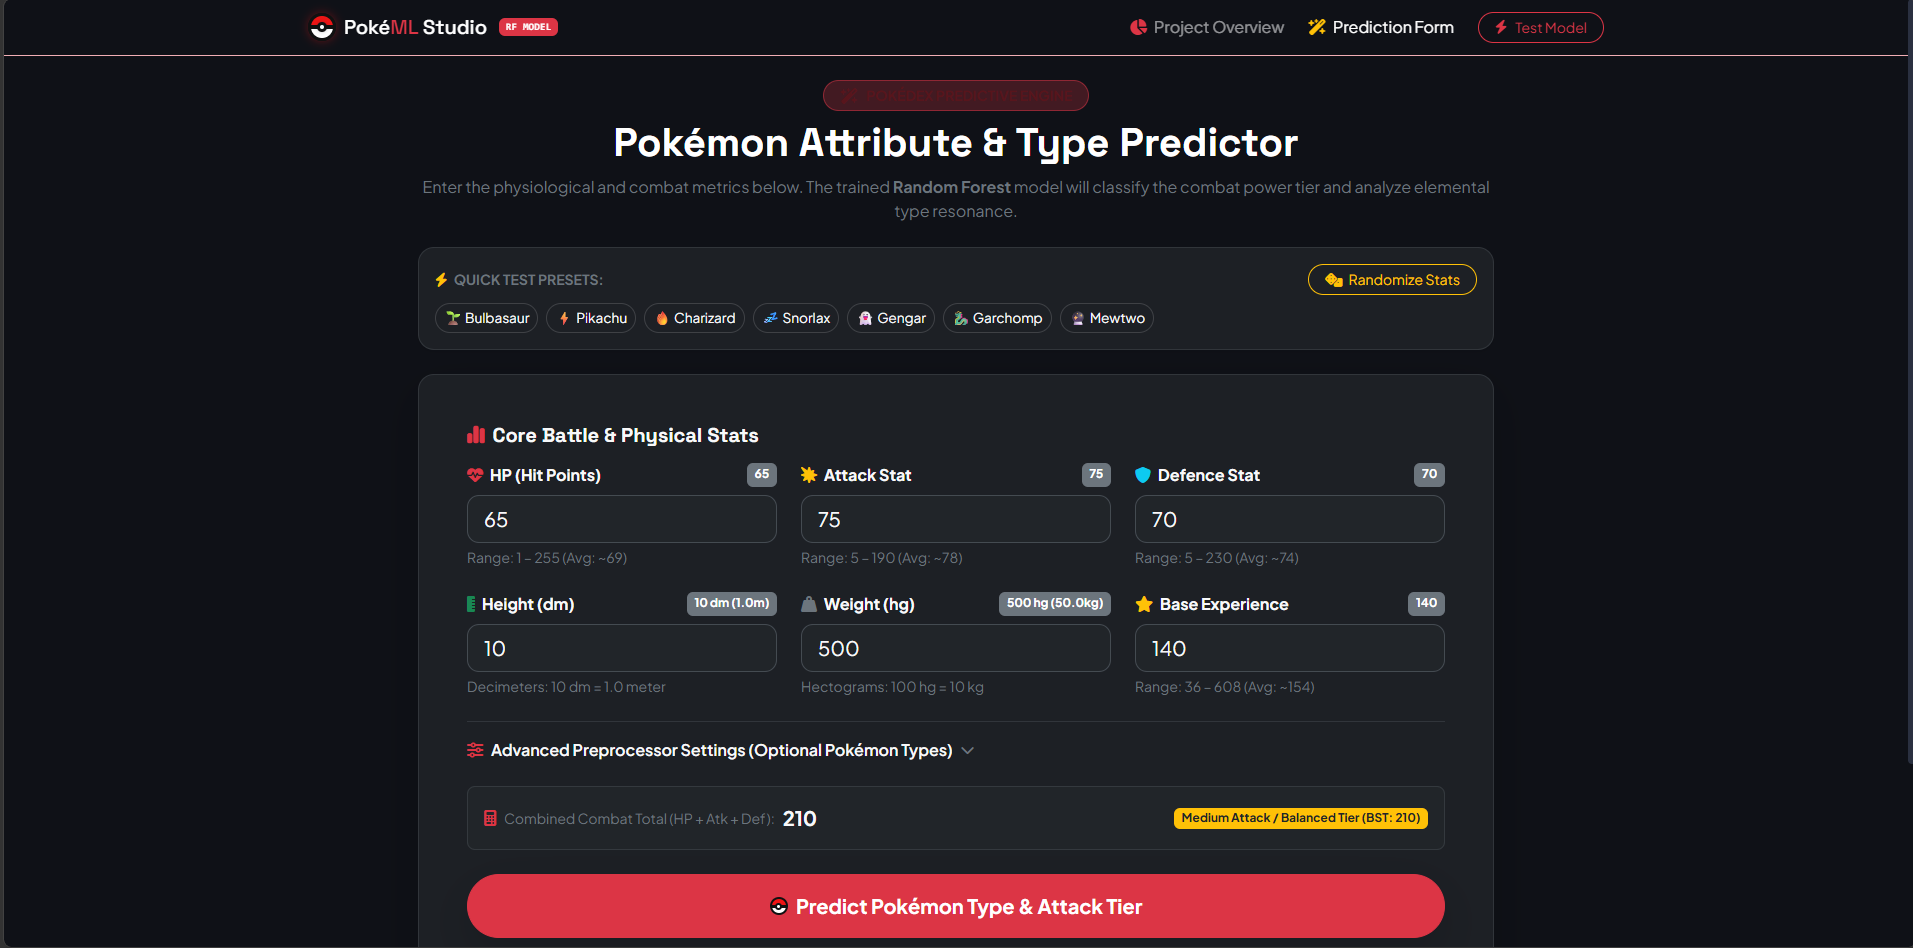 PokéML Studio RF MODEL
Project Overview
Prediction Form
Test Model
Pokémon Attribute & Type Predictor
Enter the physiological and combat metrics below. The trained Random Forest model will classify the combat power tier and analyze elemental
type resonance.
QUICK TEST PRESETS:
Randomize Stats
Bulbasaur
Pikachu
Charizard
Snorlax
Gengar
Garchomp
Mewtwo
Core Battle & Physical Stats
HP (Hit Points) 65
65
Range: 1 – 255 (Avg: ~69)
Attack Stat 75
75
Range: 5 – 190 (Avg: ~78)
Defence Stat 70
70
Range: 5 – 230 (Avg: ~74)
Height (dm) 10 dm (1.0m)
10
Decimeters: 10 dm = 1.0 meter
Weight (hg) 500 hg (50.0kg)
500
Hectograms: 100 hg = 10 kg
Base Experience 140
140
Range: 36 – 608 (Avg: ~154)
Advanced Preprocessor Settings (Optional Pokémon Types)
Combined Combat Total (HP + Atk + Def): 210
Medium Attack / Balanced Tier (BST: 210)
Predict Pokémon Type & Attack Tier